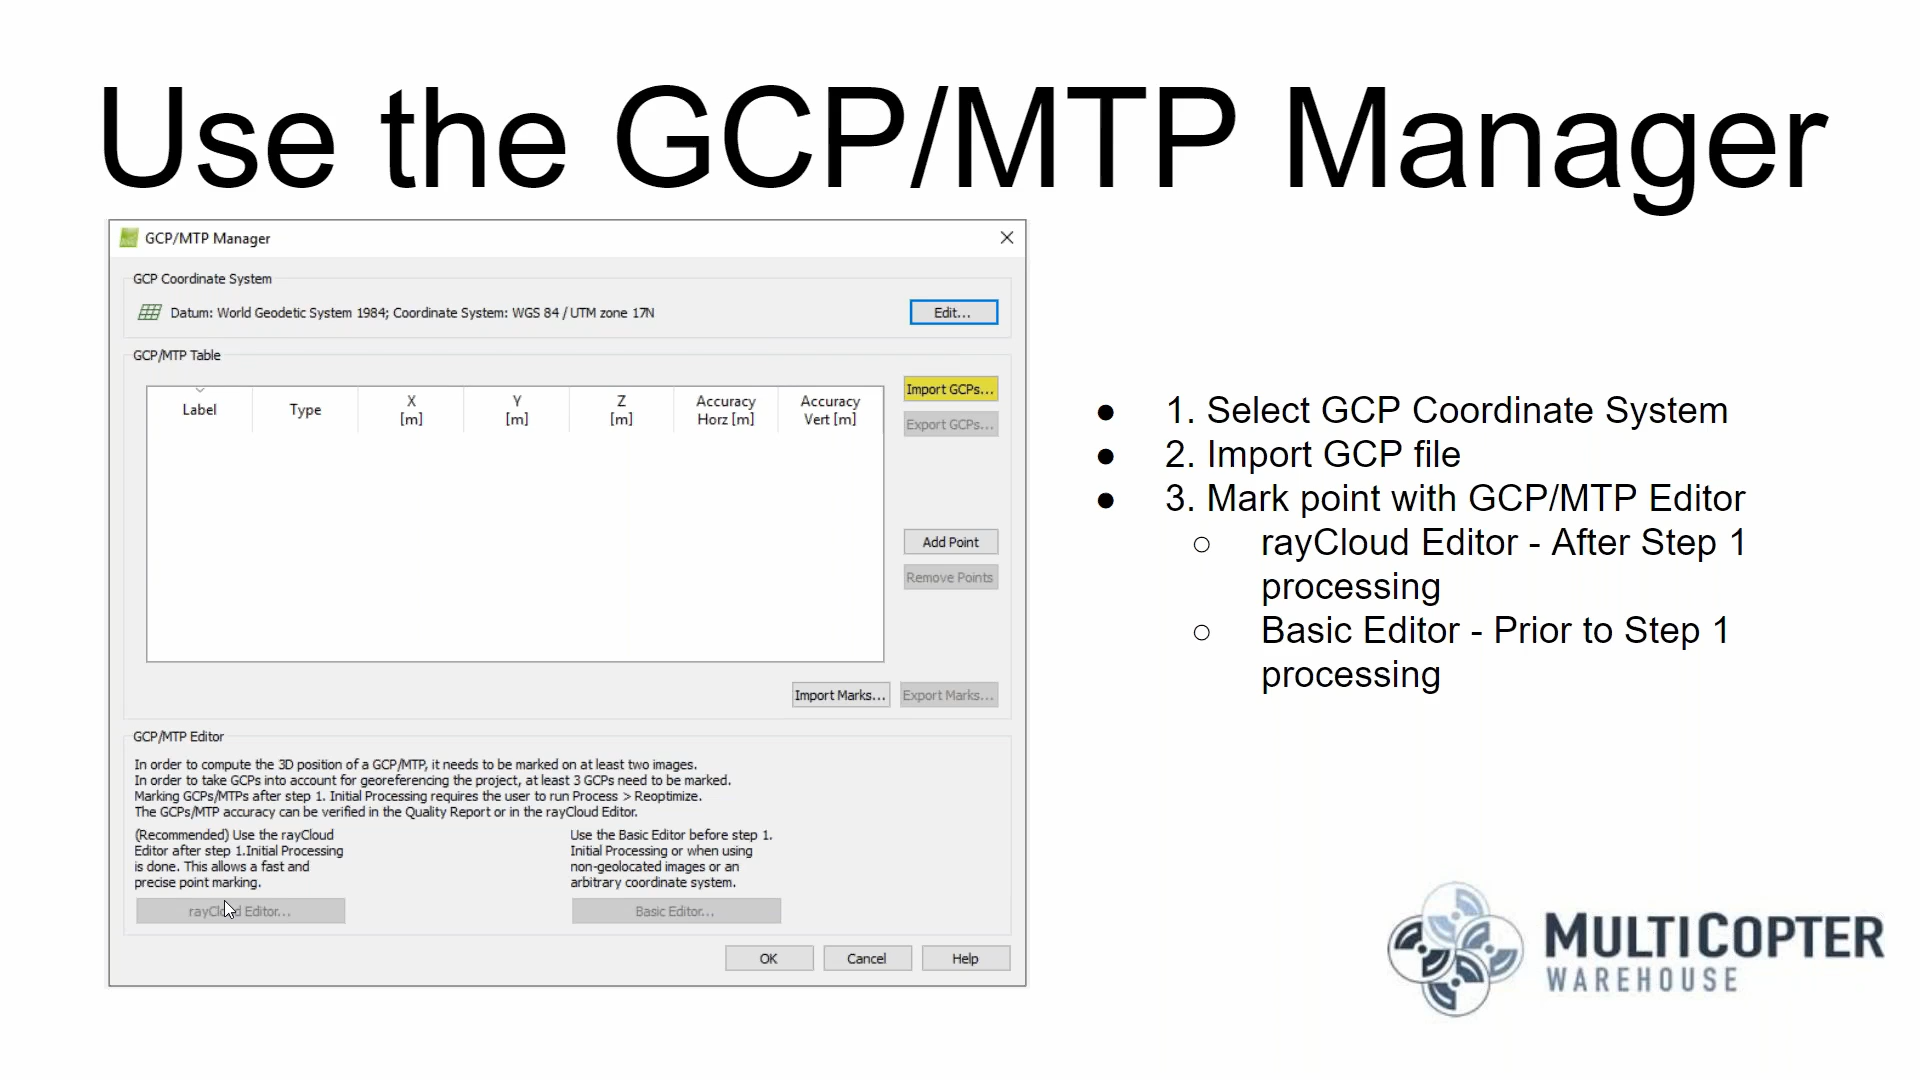 Use the GCP/MTP Manager
GCP/MTP Manager
GCP Coordinate System
Datum: World Geodetic System 1984; Coordinate System: WGS 84 / UTM zone 17N
Edit...
GCP/MTP Table
Label
Type
X
[m]
Y
[m]
Z
[m]
Accuracy
Horz [m]
Accuracy
Vert [m]
Import GCPs...
Export GCPs...
Add Point
Remove Points
Import Marks...
Export Marks...
GCP/MTP Editor
In order to compute the 3D position of a GCP/MTP, it needs to be marked on at least two images.
In order to take GCPs into account for georeferencing the project, at least 3 GCPs need to be marked.
Marking GCPs/MTPs after step 1. Initial Processing requires the user to run Process > Reoptimize.
The GCPs/MTP accuracy can be verified in the Quality Report or in the rayCloud Editor.
(Recommended) Use the rayCloud
Editor after step 1.Initial Processing
is done. This allows a fast and
precise point marking.
rayCloud Editor...
Use the Basic Editor before step 1.
Initial Processing or when using
non-geolocated images or an
arbitrary coordinate system.
Basic Editor...
OK
Cancel
Help
● 1. Select GCP Coordinate System
● 2. Import GCP file
● 3. Mark point with GCP/MTP Editor
○ rayCloud Editor - After Step 1
processing
○ Basic Editor - Prior to Step 1
processing
MULTICOPTER
WAREHOUSE